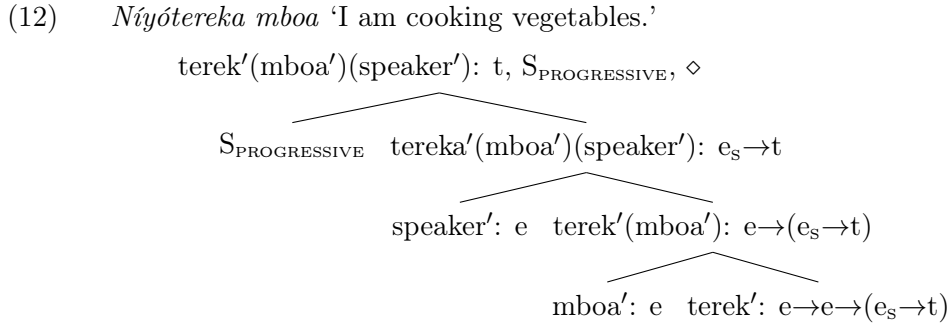 (12) Níyótereka mboa ‘I am cooking vegetables.’
terek′(mboa′)(speaker′): t, S_PROGRESSIVE, ⋄
S_PROGRESSIVE tereka′(mboa′)(speaker′): e_s→t
speaker′: e terek′(mboa′): e→(e_s→t)
mboa′: e terek′: e→e→(e_s→t)